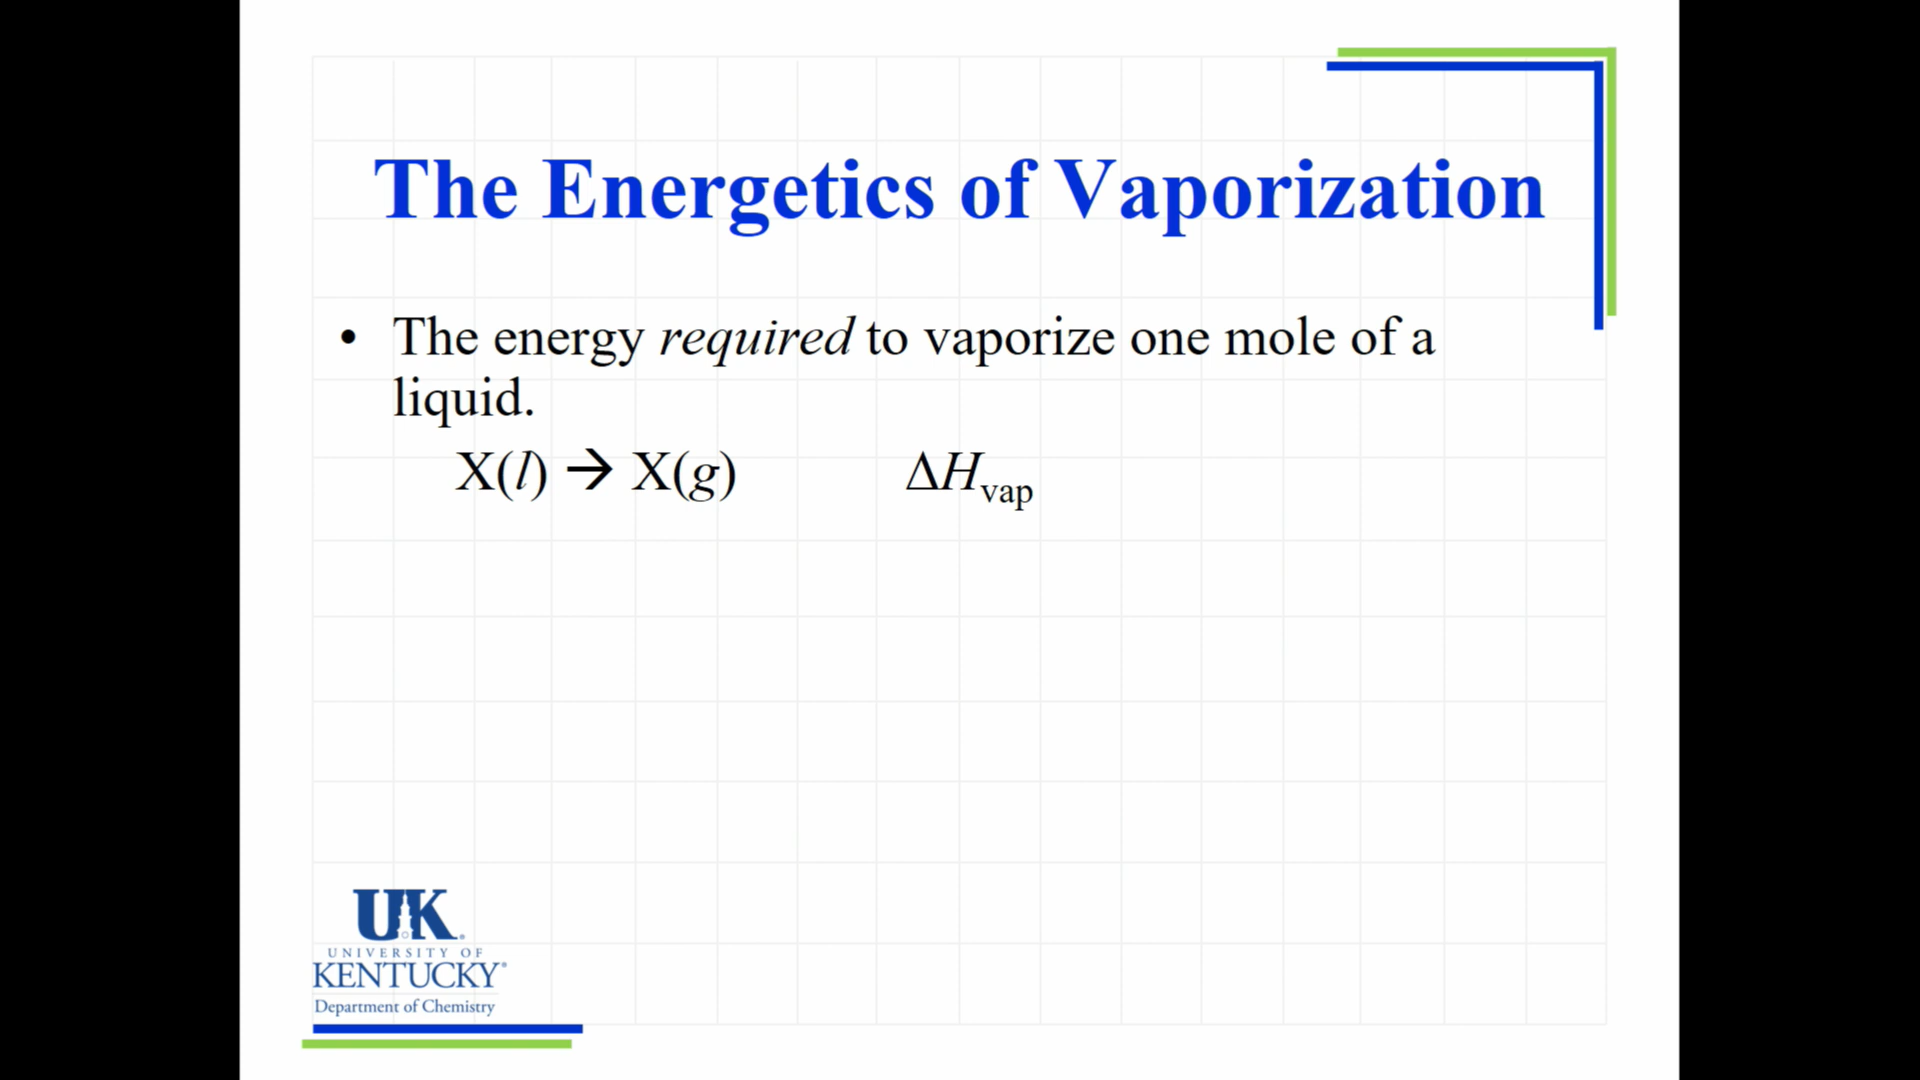 The Energetics of Vaporization
• The energy required to vaporize one mole of a
liquid.
X(l) → X(g) ΔHvap
UK
UNIVERSITY OF
KENTUCKY®
Department of Chemistry